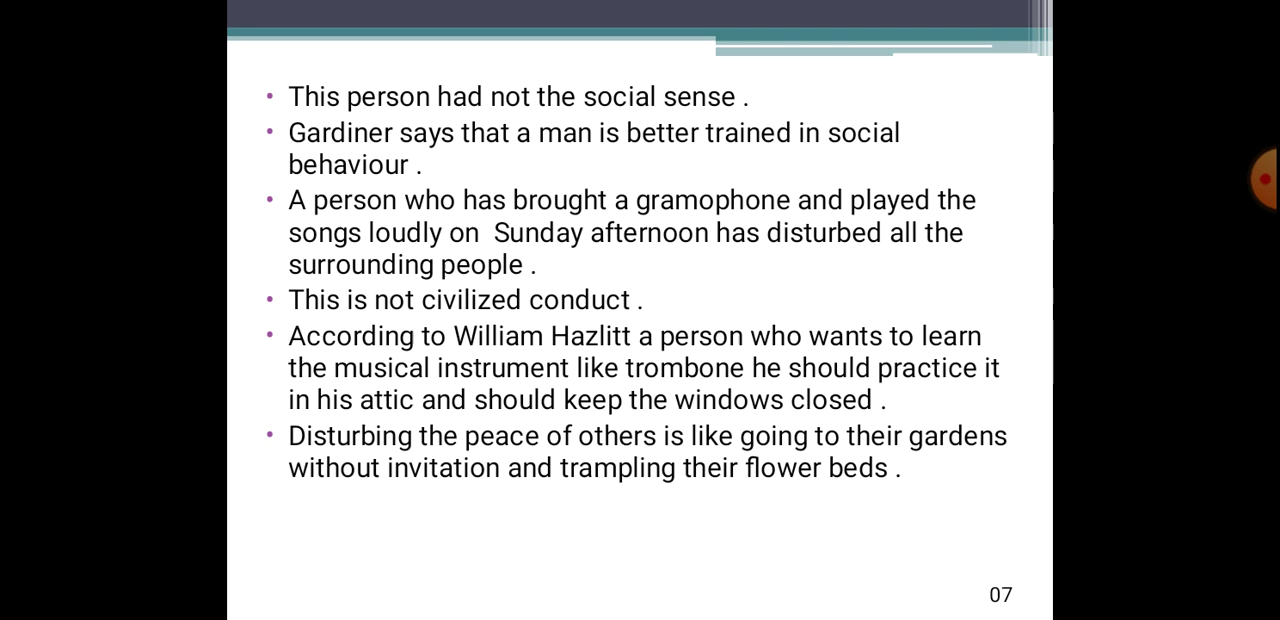 • This person had not the social sense .
• Gardiner says that a man is better trained in social
behaviour .
• A person who has brought a gramophone and played the
songs loudly on  Sunday afternoon has disturbed all the
surrounding people .
• This is not civilized conduct .
• According to William Hazlitt a person who wants to learn
the musical instrument like trombone he should practice it
in his attic and should keep the windows closed .
• Disturbing the peace of others is like going to their gardens
without invitation and trampling their flower beds .
07